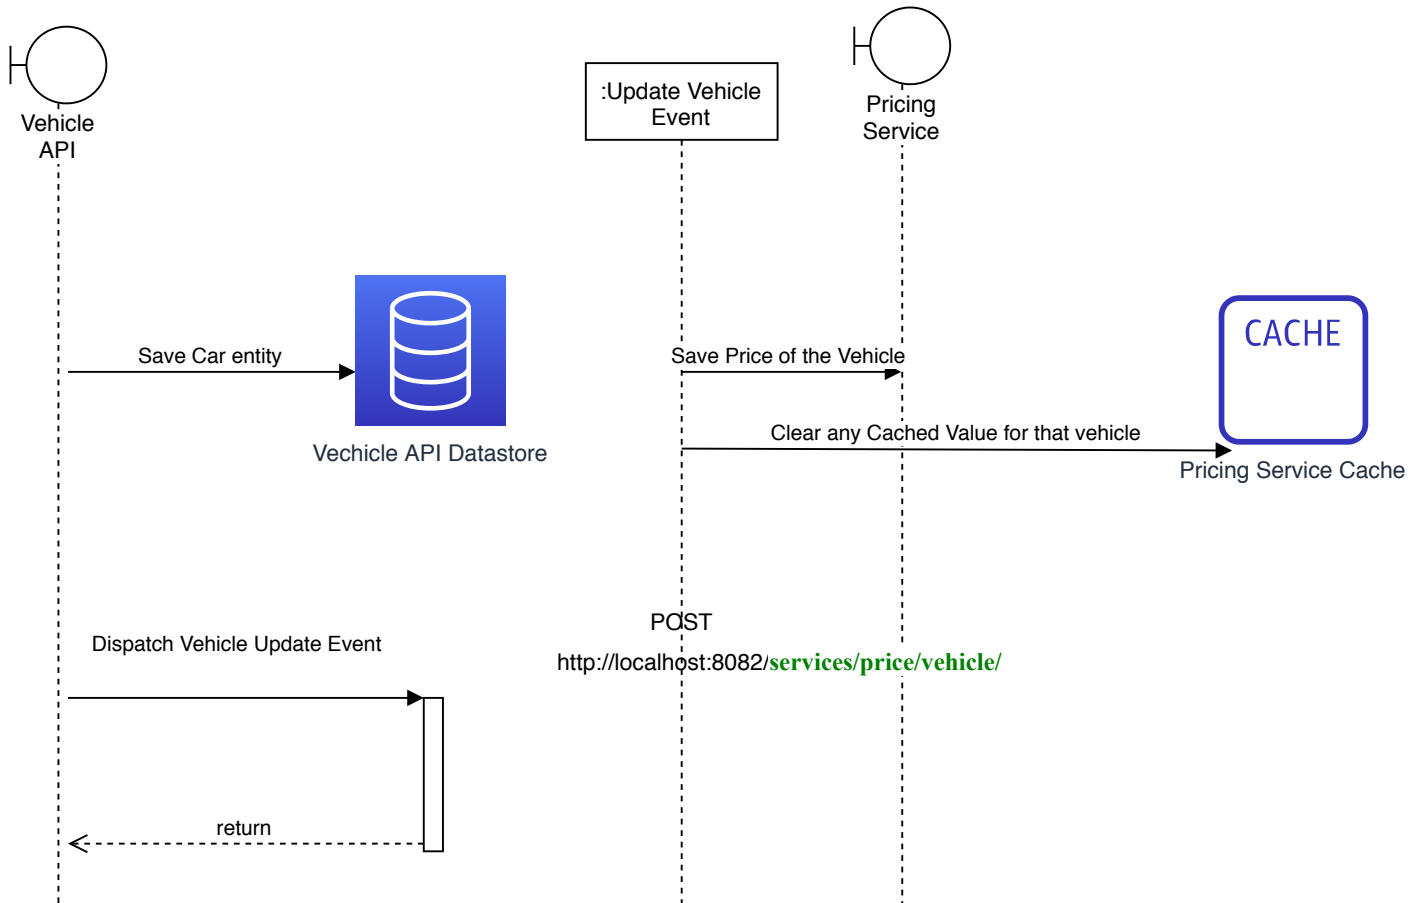 Vehicle
API
:Update Vehicle
Event
Pricing
Service
CACHE
Save Car entity
Save Price of the Vehicle
Clear any Cached Value for that vehicle
Vechicle API Datastore
Pricing Service Cache
POST
Dispatch Vehicle Update Event
http://localhost:8082/services/price/vehicle/
return